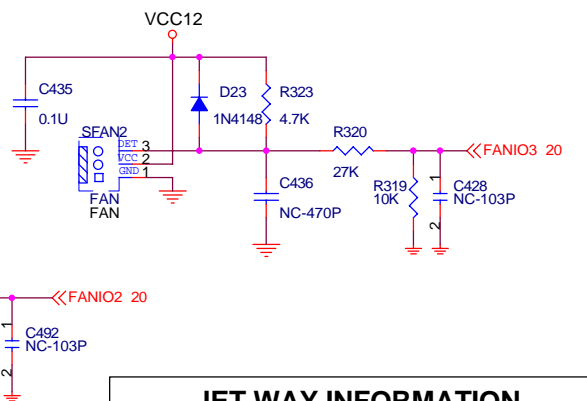 VCC12
C435
0.1U
D23
1N4148
R323
4.7K
SFAN2
DET 3
VCC 2
GND 1
FAN
FAN
R320
27K
FANIO3 20
C436
NC-470P
R319
10K
1
C428
NC-103P
2
FANIO2 20
1
C492
NC-103P
2
JET WAY INFORMATION